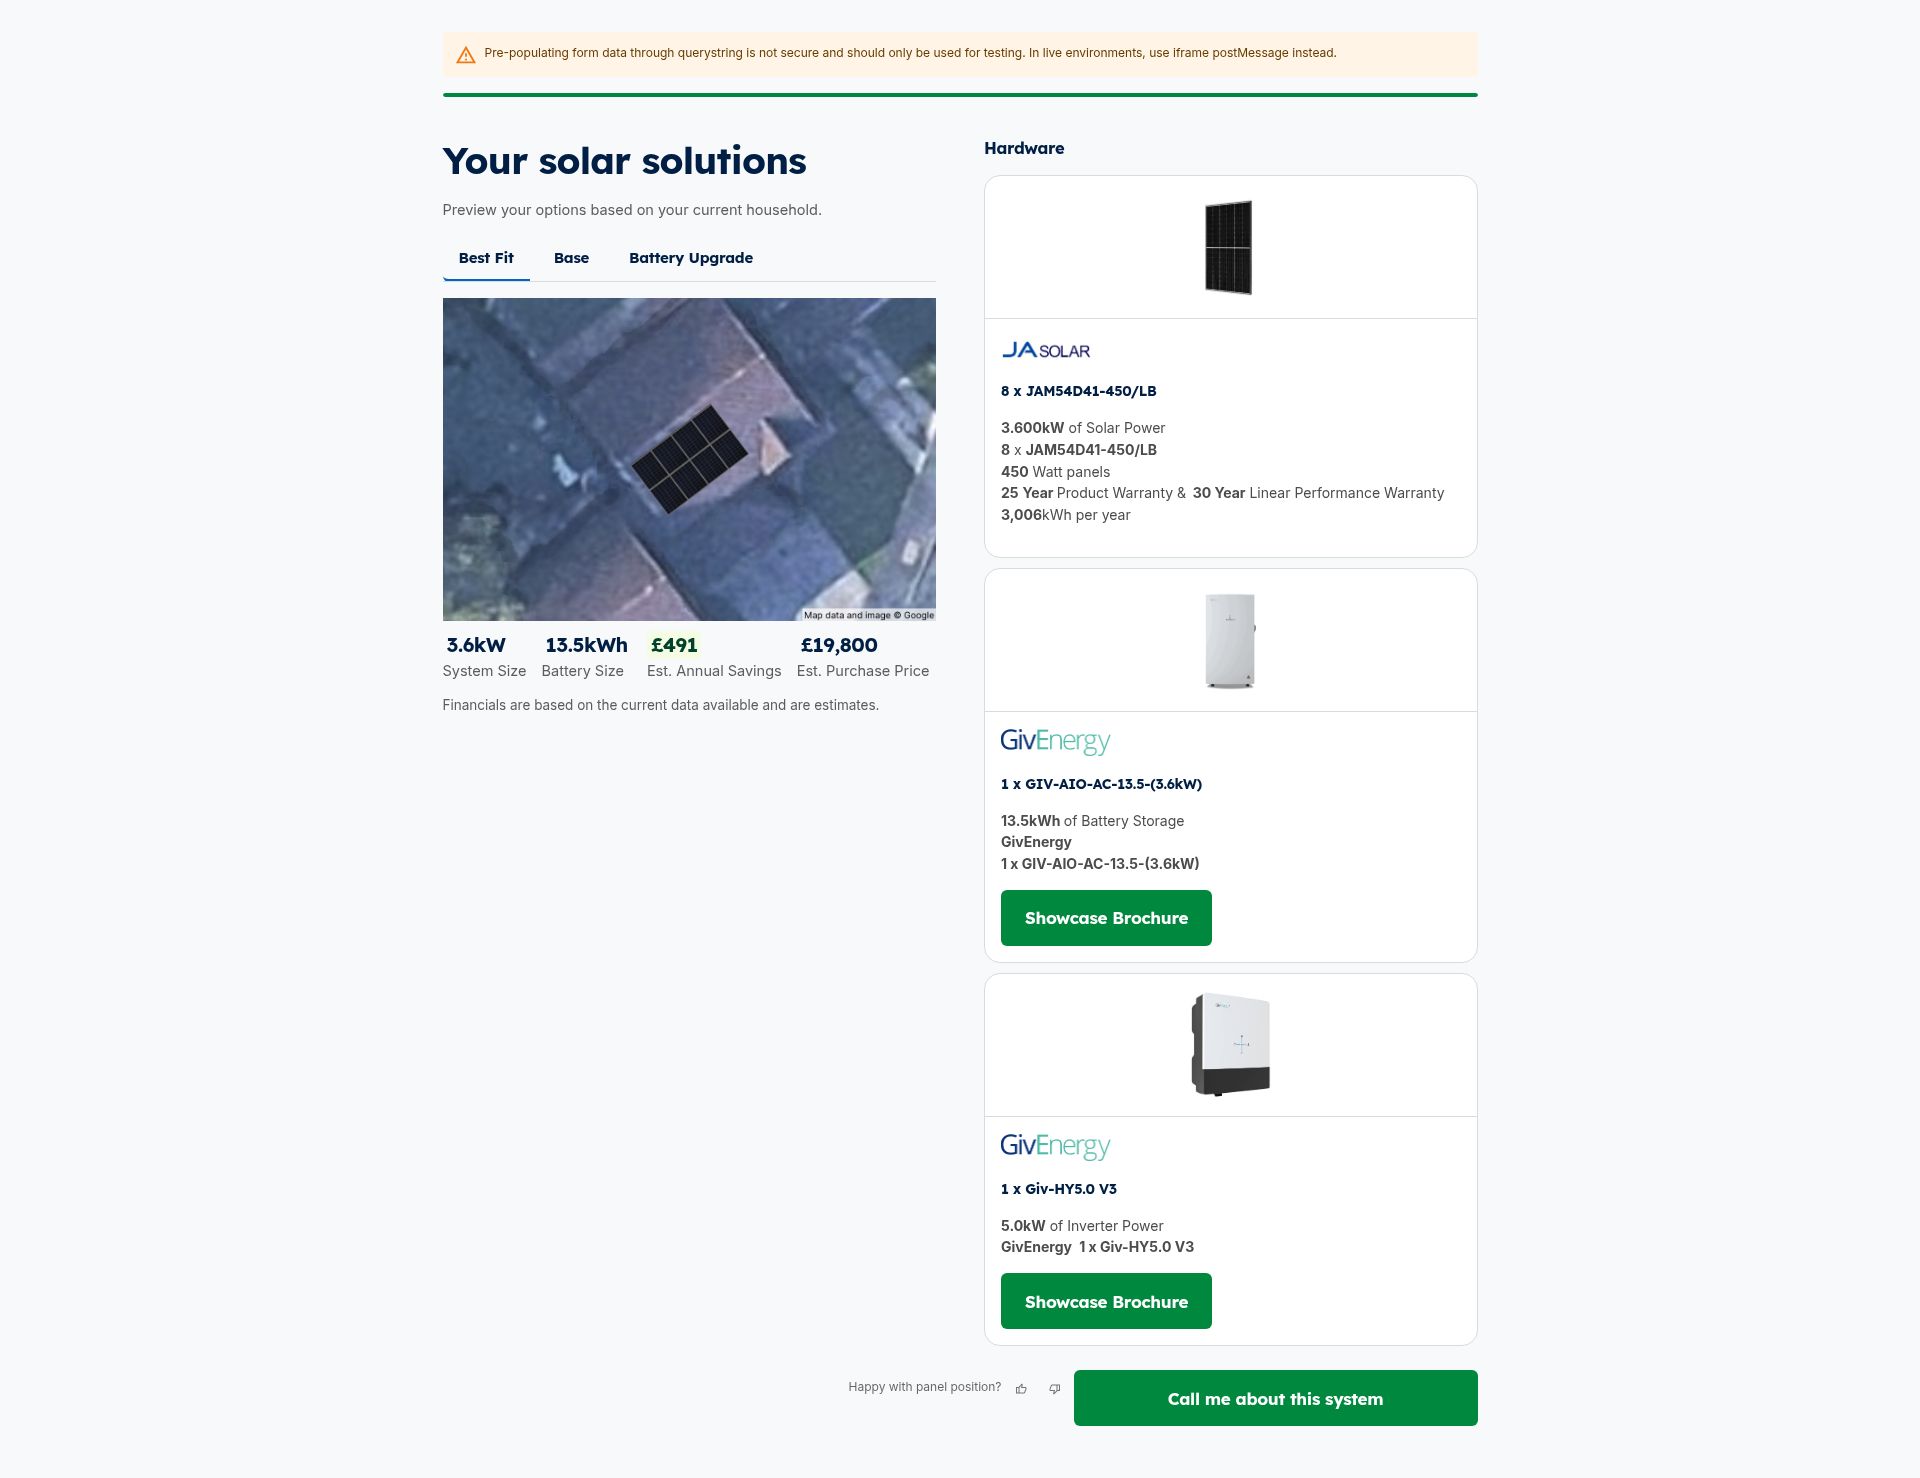 Pre-populating form data through querystring is not secure and should only be used for testing. In live environments, use iframe postMessage instead.
Your solar solutions
Preview your options based on your current household.
Best Fit Base Battery Upgrade
Map data and image © Google
3.6kW 13.5kWh £491 £19,800
System Size Battery Size Est. Annual Savings Est. Purchase Price
Financials are based on the current data available and are estimates.
Hardware
JA SOLAR
8 x JAM54D41-450/LB
3.600kW of Solar Power
8 x JAM54D41-450/LB
450 Watt panels
25 Year Product Warranty & 30 Year Linear Performance Warranty
3,006kWh per year
GivEnergy
1 x GIV-AIO-AC-13.5-(3.6kW)
13.5kWh of Battery Storage
GivEnergy
1 x GIV-AIO-AC-13.5-(3.6kW)
Showcase Brochure
GivEnergy
1 x Giv-HY5.0 V3
5.0kW of Inverter Power
GivEnergy 1 x Giv-HY5.0 V3
Showcase Brochure
Happy with panel position?
Call me about this system